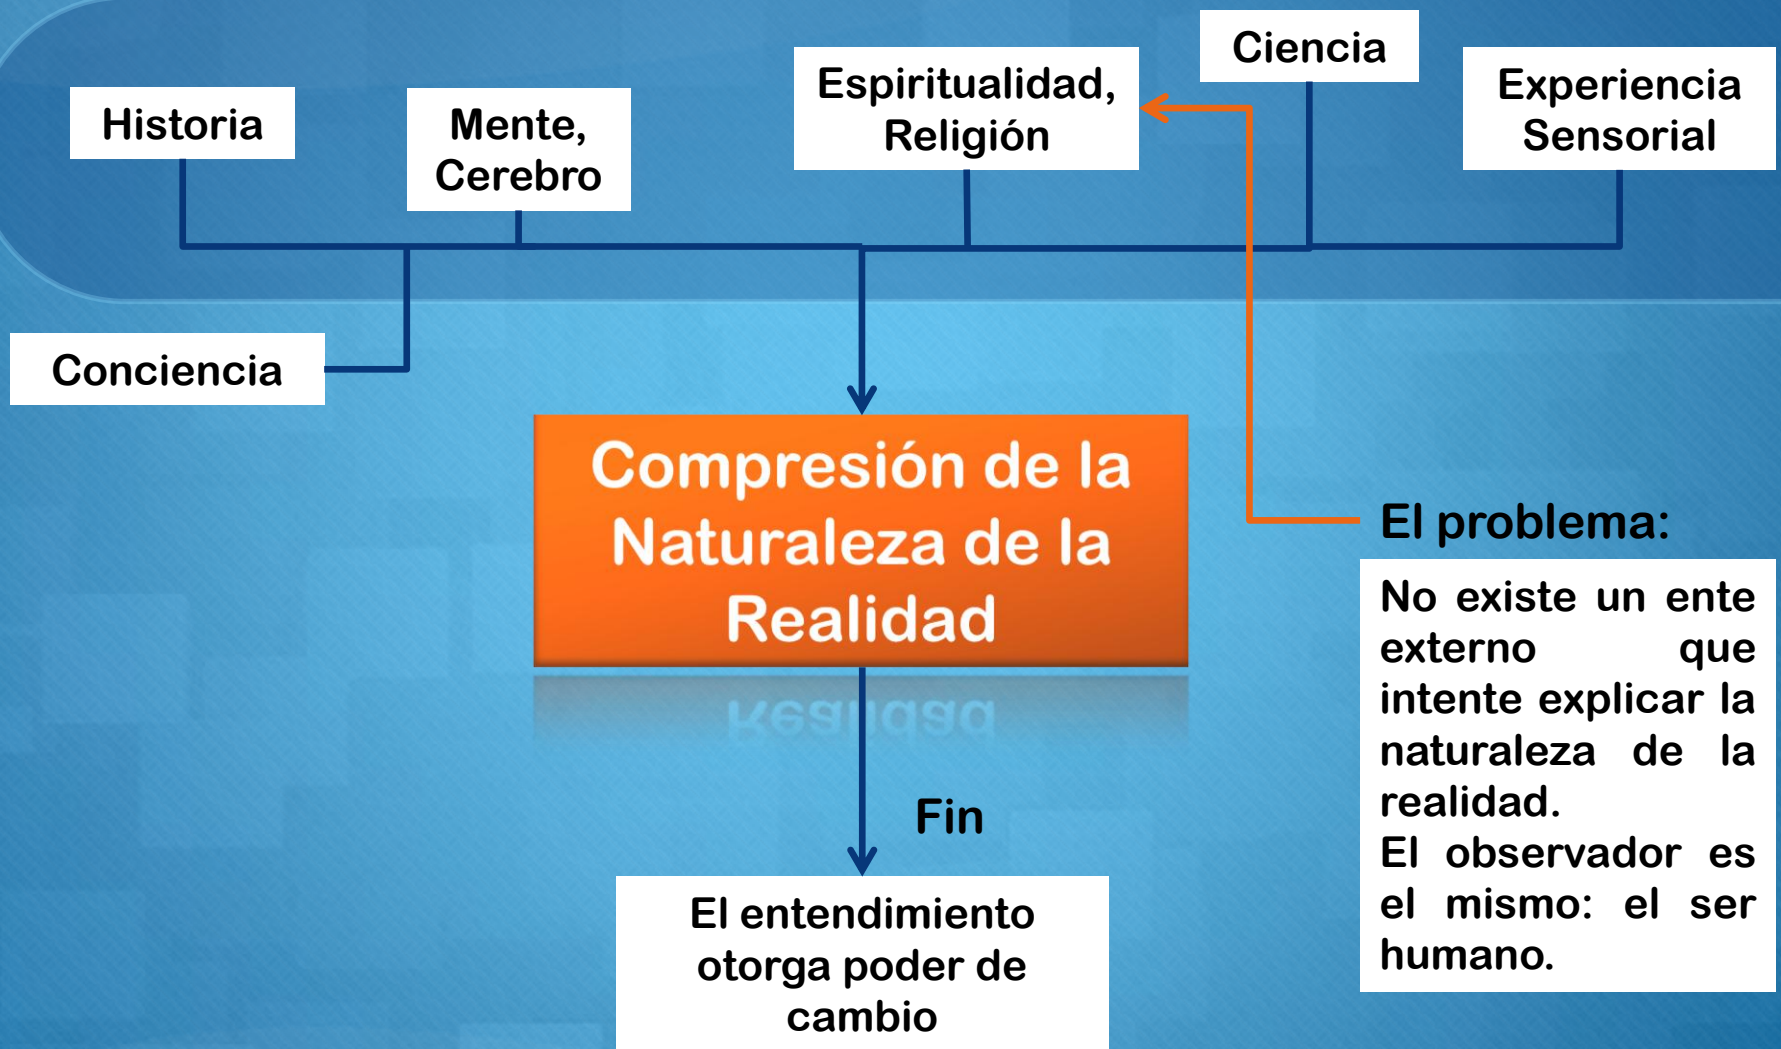 Historia
Mente,
Cerebro
Espiritualidad,
Religión
Ciencia
Experiencia
Sensorial
Conciencia
Compresión de la
Naturaleza de la
Realidad
El problema:
No existe un ente
externo que
intente explicar la
naturaleza de la
realidad.
El observador es
el mismo: el ser
humano.
Fin
El entendimiento
otorga poder de
cambio